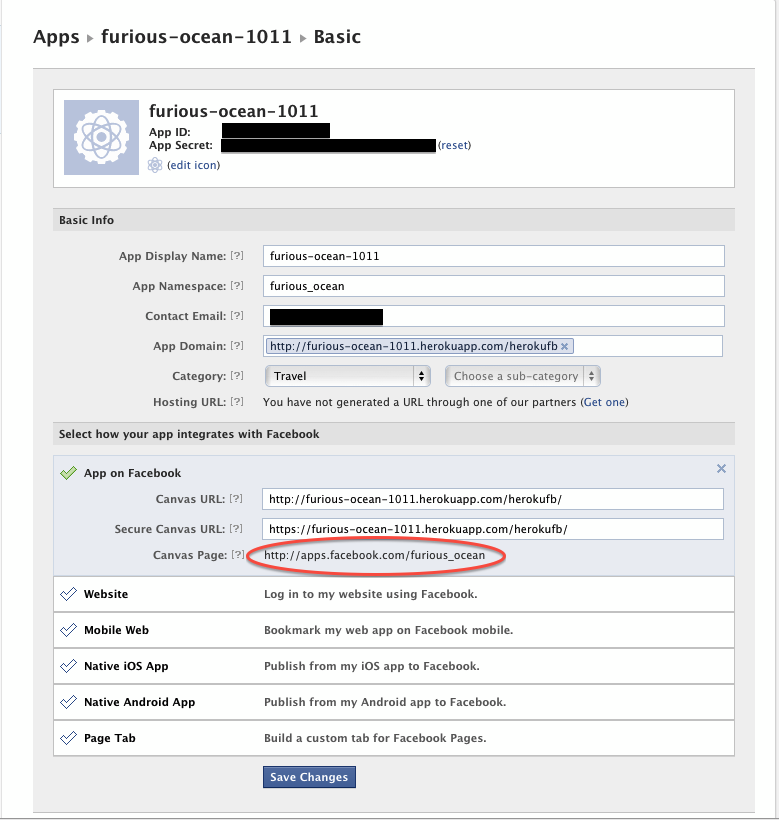 Apps ▸ furious-ocean-1011 ▸ Basic
furious-ocean-1011
App ID:
App Secret: (reset)
(edit icon)
Basic Info
App Display Name: [?] furious-ocean-1011
App Namespace: [?] furious_ocean
Contact Email: [?]
App Domain: [?] http://furious-ocean-1011.herokuapp.com/herokufb ×
Category: [?] Travel Choose a sub-category
Hosting URL: [?] You have not generated a URL through one of our partners (Get one)
Select how your app integrates with Facebook
App on Facebook
Canvas URL: [?] http://furious-ocean-1011.herokuapp.com/herokufb/
Secure Canvas URL: [?] https://furious-ocean-1011.herokuapp.com/herokufb/
Canvas Page: [?] http://apps.facebook.com/furious_ocean
Website Log in to my website using Facebook.
Mobile Web Bookmark my web app on Facebook mobile.
Native iOS App Publish from my iOS app to Facebook.
Native Android App Publish from my Android app to Facebook.
Page Tab Build a custom tab for Facebook Pages.
Save Changes